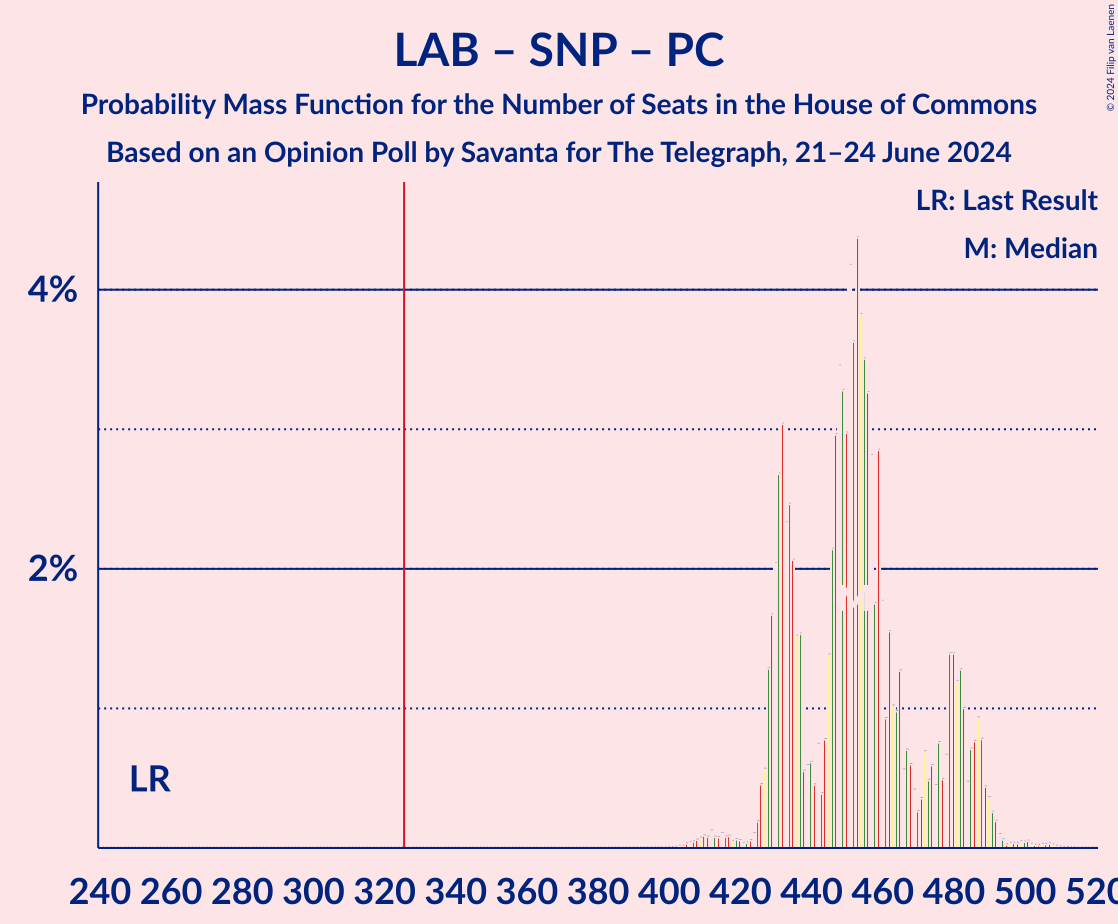 LAB – SNP – PC
Probability Mass Function for the Number of Seats in the House of Commons
Based on an Opinion Poll by Savanta for The Telegraph, 21–24 June 2024
© 2024 Filip van Laenen
LR: Last Result
M: Median
4%
2%
LR
240 260 280 300 320 340 360 380 400 420 440 460 480 500 520